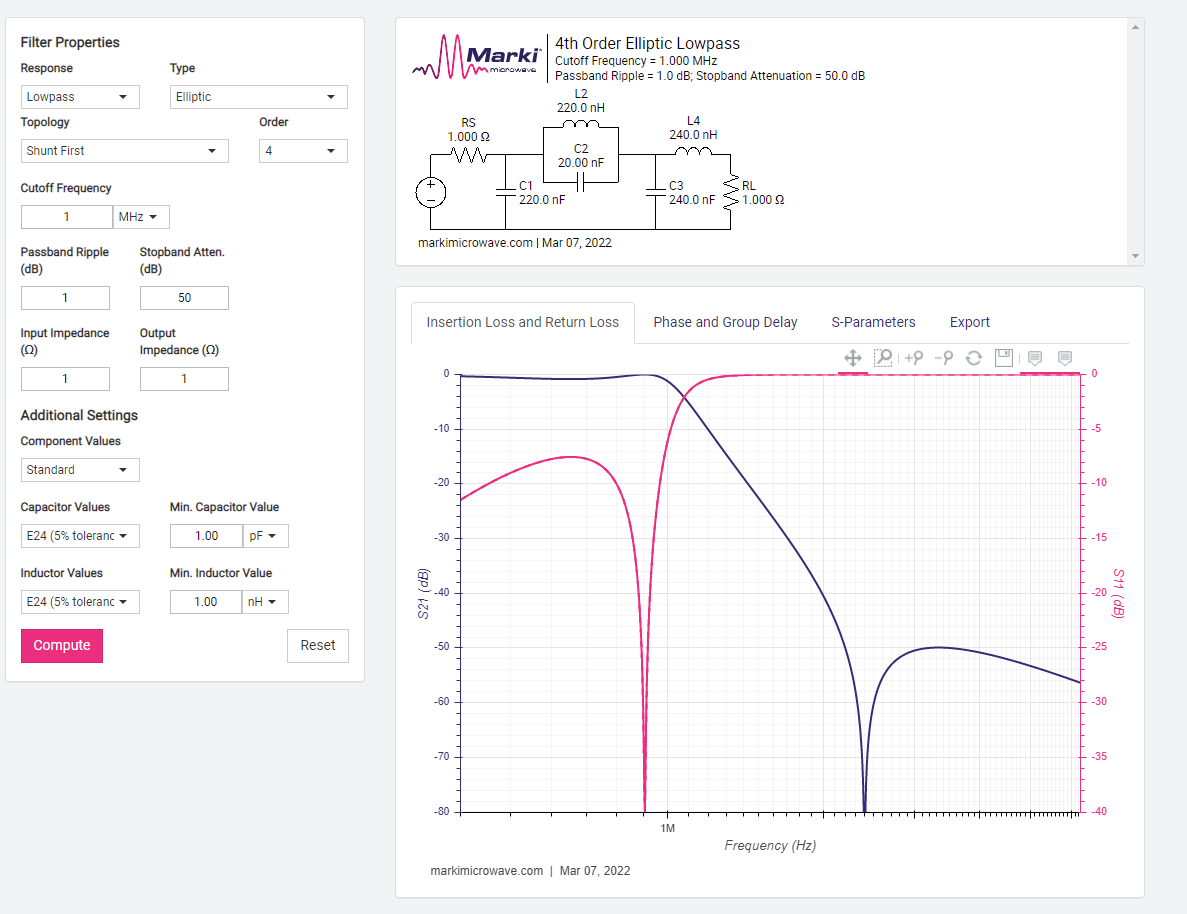 Filter Properties
Response
Type
Lowpass
Elliptic
Topology
Order
Shunt First
4
Cutoff Frequency
1
MHz
Passband Ripple
(dB)
Stopband Atten.
(dB)
1
50
Input Impedance
(Ω)
Output
Impedance (Ω)
1
1
Additional Settings
Component Values
Standard
Capacitor Values
Min. Capacitor Value
E24 (5% toleranc
1.00
pF
Inductor Values
Min. Inductor Value
E24 (5% toleranc
1.00
nH
Compute
Reset
Marki
microwave
4th Order Elliptic Lowpass
Cutoff Frequency = 1.000 MHz
Passband Ripple = 1.0 dB; Stopband Attenuation = 50.0 dB
L2
220.0 nH
RS
1.000 Ω
L4
240.0 nH
C2
20.00 nF
C1
220.0 nF
C3
240.0 nF
RL
1.000 Ω
markimicrowave.com | Mar 07, 2022
Insertion Loss and Return Loss
Phase and Group Delay
S-Parameters
Export
0
-10
-20
-30
-40
-50
-60
-70
-80
S21 (dB)
0
-5
-10
-15
-20
-25
-30
-35
-40
S11 (dB)
1M
Frequency (Hz)
markimicrowave.com | Mar 07, 2022